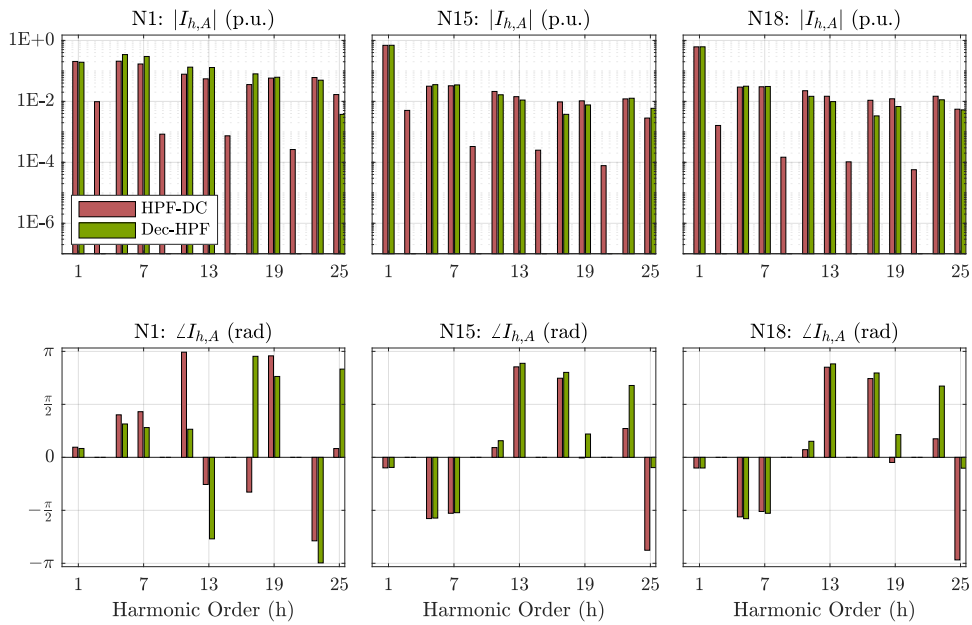 N1: |I_{h,A}| (p.u.)
N15: |I_{h,A}| (p.u.)
N18: |I_{h,A}| (p.u.)
1E+0
1E-2
1E-4
1E-6
HPF-DC
Dec-HPF
1 7 13 19 25
1 7 13 19 25
1 7 13 19 25
N1: ∠I_{h,A} (rad)
N15: ∠I_{h,A} (rad)
N18: ∠I_{h,A} (rad)
π
π/2
0
−π/2
−π
1 7 13 19 25
1 7 13 19 25
1 7 13 19 25
Harmonic Order (h)
Harmonic Order (h)
Harmonic Order (h)